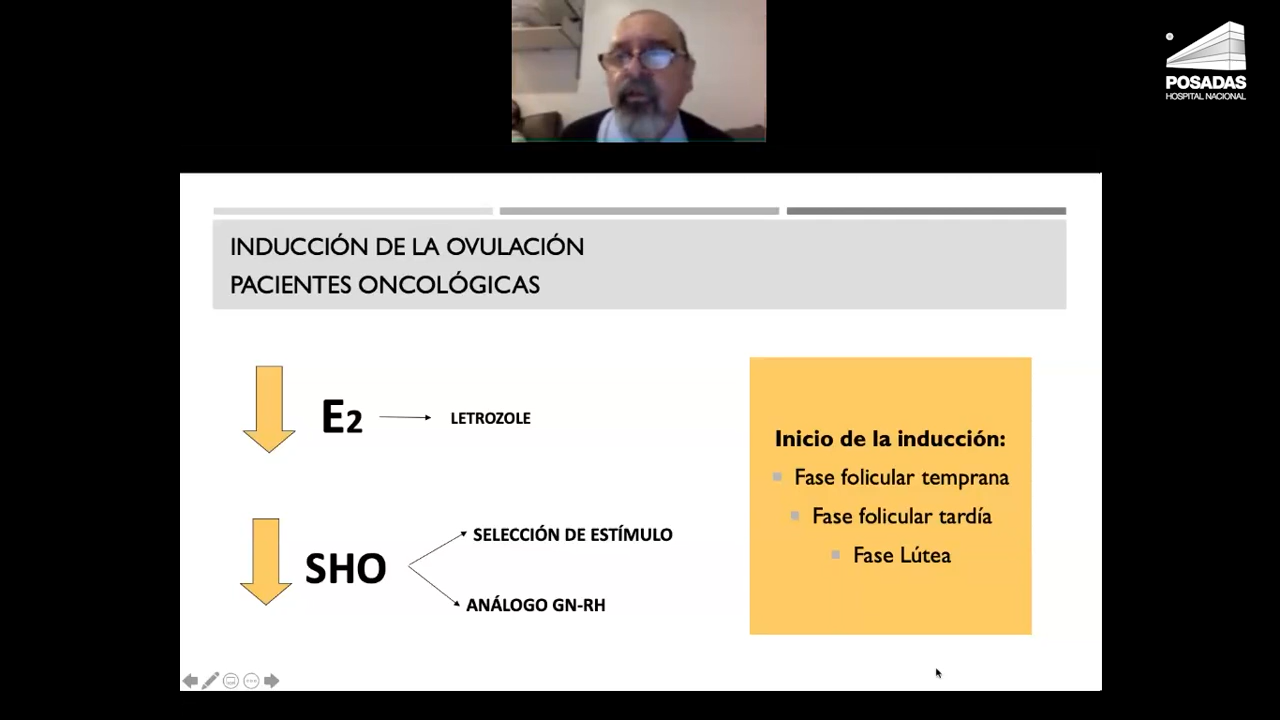 POSADAS
HOSPITAL NACIONAL
INDUCCIÓN DE LA OVULACIÓN
PACIENTES ONCOLÓGICAS
E2
LETROZOLE
SHO
SELECCIÓN DE ESTÍMULO
ANÁLOGO GN-RH
Inicio de la inducción:
Fase folicular temprana
Fase folicular tardía
Fase Lútea